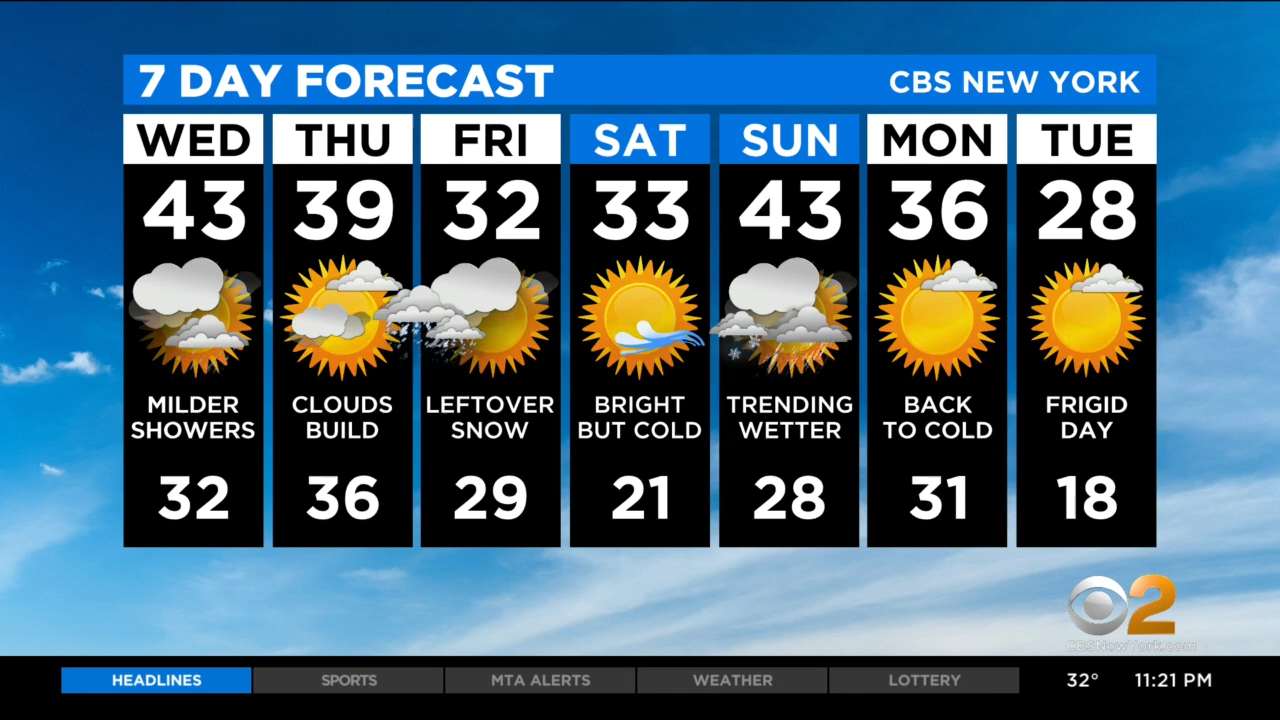 7 DAY FORECAST
CBS NEW YORK
WED
43
MILDER
SHOWERS
32
THU
39
CLOUDS
BUILD
36
FRI
32
LEFTOVER
SNOW
29
SAT
33
BRIGHT
BUT COLD
21
SUN
43
TRENDING
WETTER
28
MON
36
BACK
TO COLD
31
TUE
28
FRIGID
DAY
18
2
CBSNewYork.com
HEADLINES
SPORTS
MTA ALERTS
WEATHER
LOTTERY
32°
11:21 PM